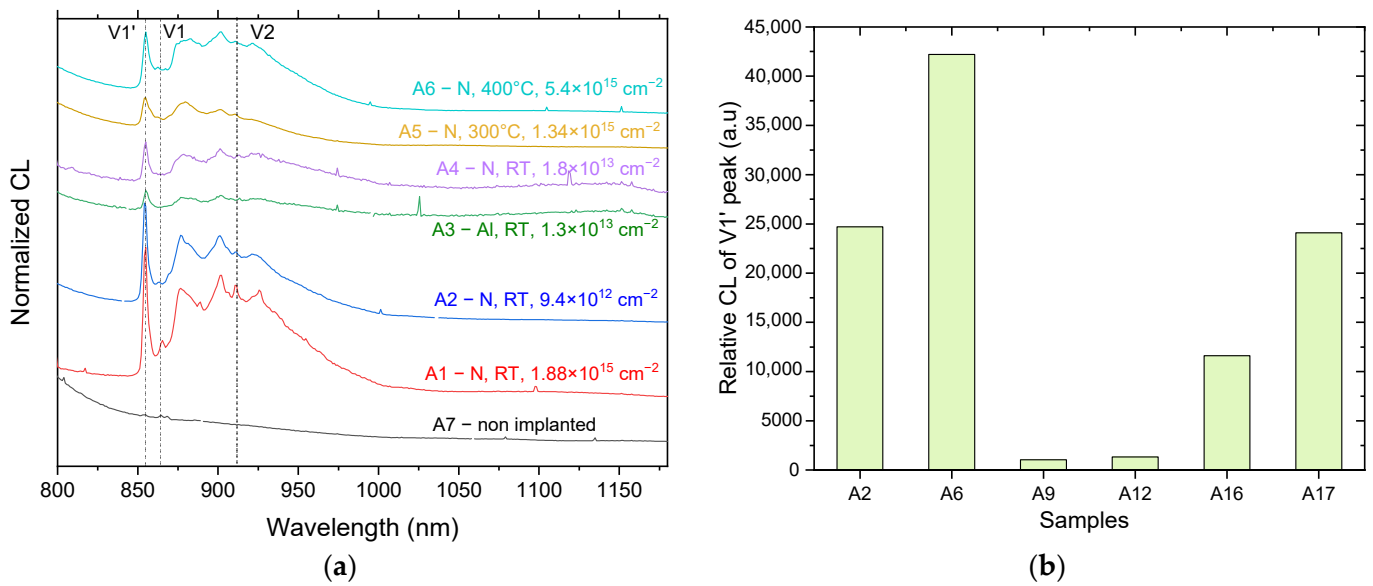 V1' V1 V2
A6 − N, 400°C, 5.4×10¹⁵ cm⁻²
A5 − N, 300°C, 1.34×10¹⁵ cm⁻²
A4 − N, RT, 1.8×10¹³ cm⁻²
A3 − Al, RT, 1.3×10¹³ cm⁻²
A2 − N, RT, 9.4×10¹² cm⁻²
A1 − N, RT, 1.88×10¹⁵ cm⁻²
A7 − non implanted
Normalized CL
800 850 900 950 1000 1050 1100 1150
Wavelength (nm)
(a)
45,000
40,000
35,000
30,000
25,000
20,000
15,000
10,000
5000
0
Relative CL of V1' peak (a.u)
A2 A6 A9 A12 A16 A17
Samples
(b)